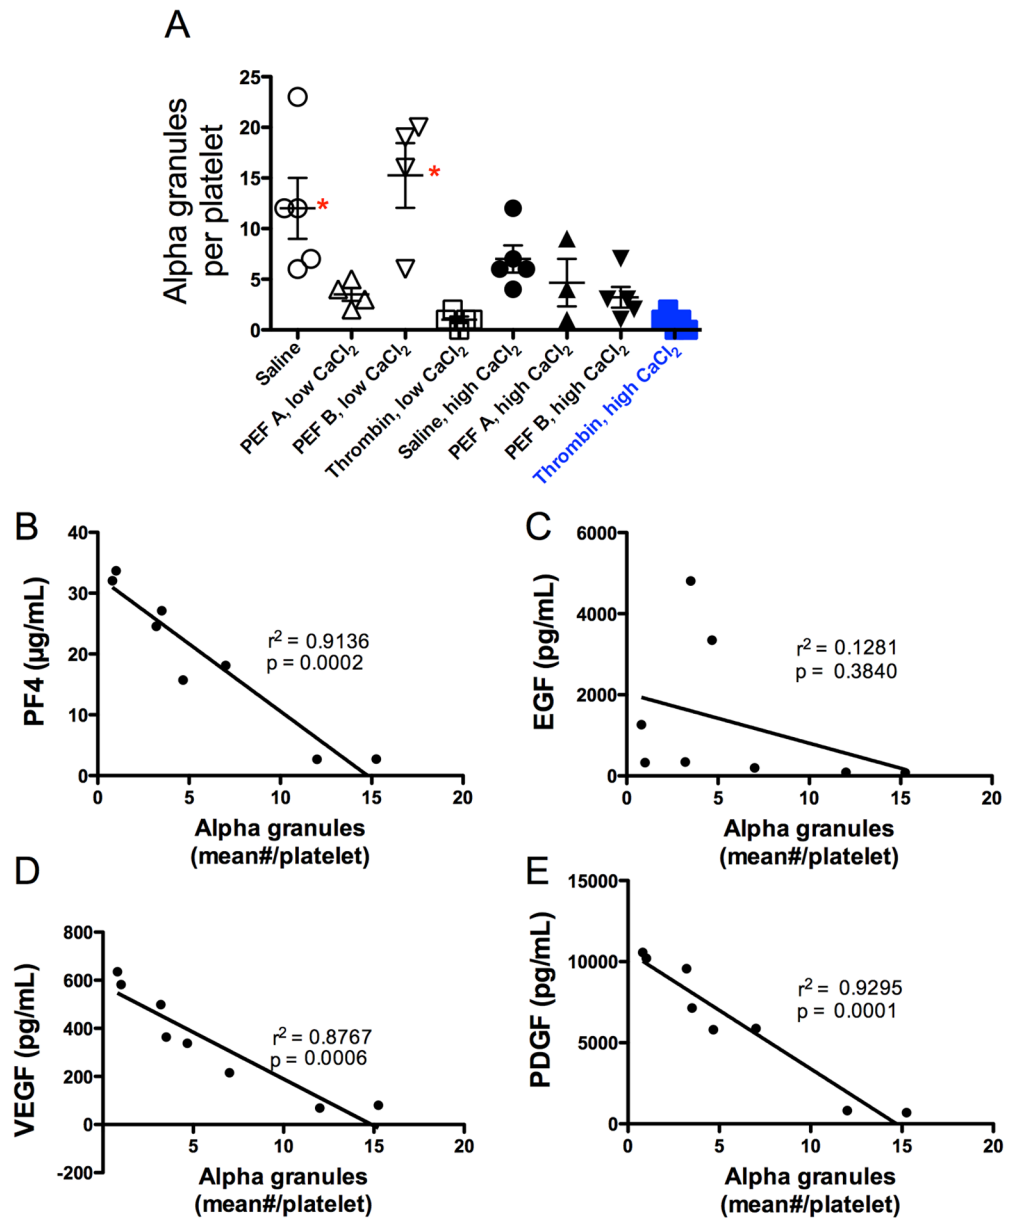 A
Alpha granules
per platelet
25
20
15
10
5
0
*
*
Saline
PEF A, low CaCl₂
PEF B, low CaCl₂
Thrombin, low CaCl₂
Saline, high CaCl₂
PEF A, high CaCl₂
PEF B, high CaCl₂
Thrombin, high CaCl₂
B
PF4 (μg/mL)
40
30
20
10
0
r² = 0.9136
p = 0.0002
0 5 10 15 20
Alpha granules
(mean#/platelet)
C
EGF (pg/mL)
6000
4000
2000
0
r² = 0.1281
p = 0.3840
0 5 10 15 20
Alpha granules
(mean#/platelet)
D
VEGF (pg/mL)
800
600
400
200
0
-200
r² = 0.8767
p = 0.0006
5 10 15 20
Alpha granules
(mean#/platelet)
E
PDGF (pg/mL)
15000
10000
5000
0
r² = 0.9295
p = 0.0001
0 5 10 15 20
Alpha granules
(mean#/platelet)